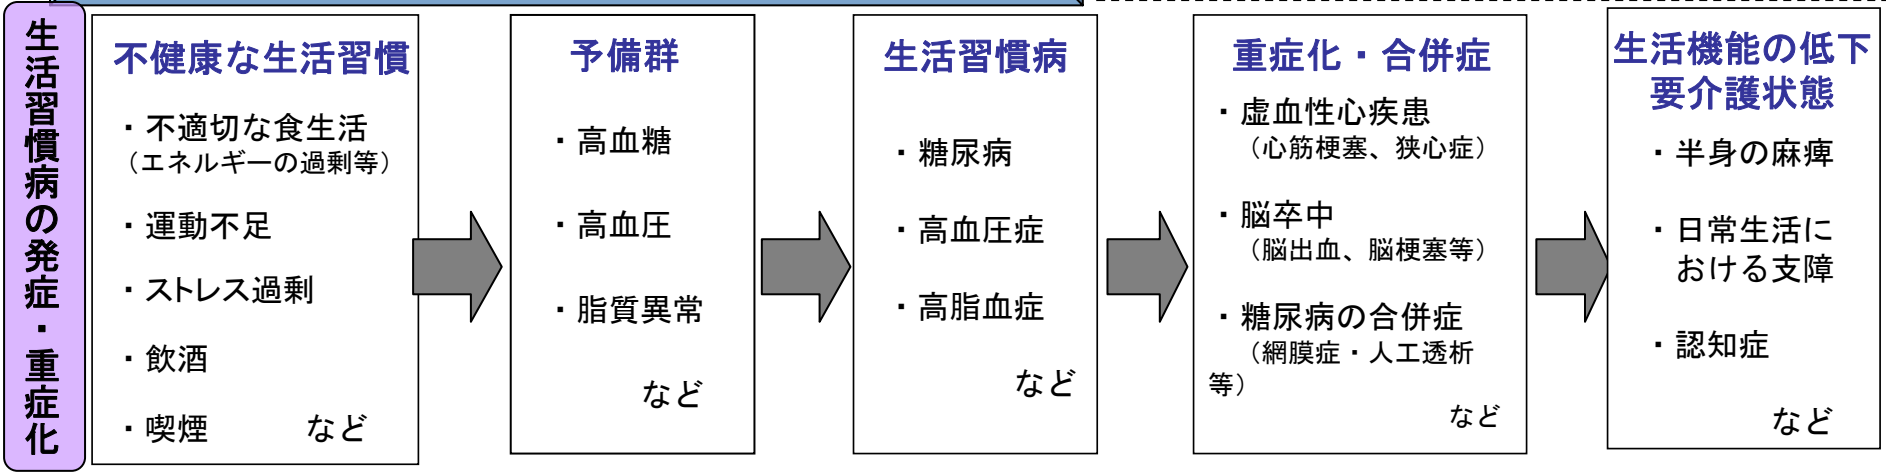 生活習慣病の発症・重症化
不健康な生活習慣
・不適切な食生活
（エネルギーの過剰等）
・運動不足
・ストレス過剰
・飲酒
・喫煙　　　など
予備群
・高血糖
・高血圧
・脂質異常
など
生活習慣病
・糖尿病
・高血圧症
・高脂血症
など
重症化・合併症
・虚血性心疾患
（心筋梗塞、狭心症）
・脳卒中
（脳出血、脳梗塞等）
・糖尿病の合併症
（網膜症・人工透析
等）
など
生活機能の低下
要介護状態
・半身の麻痺
・日常生活に
おける支障
・認知症
など